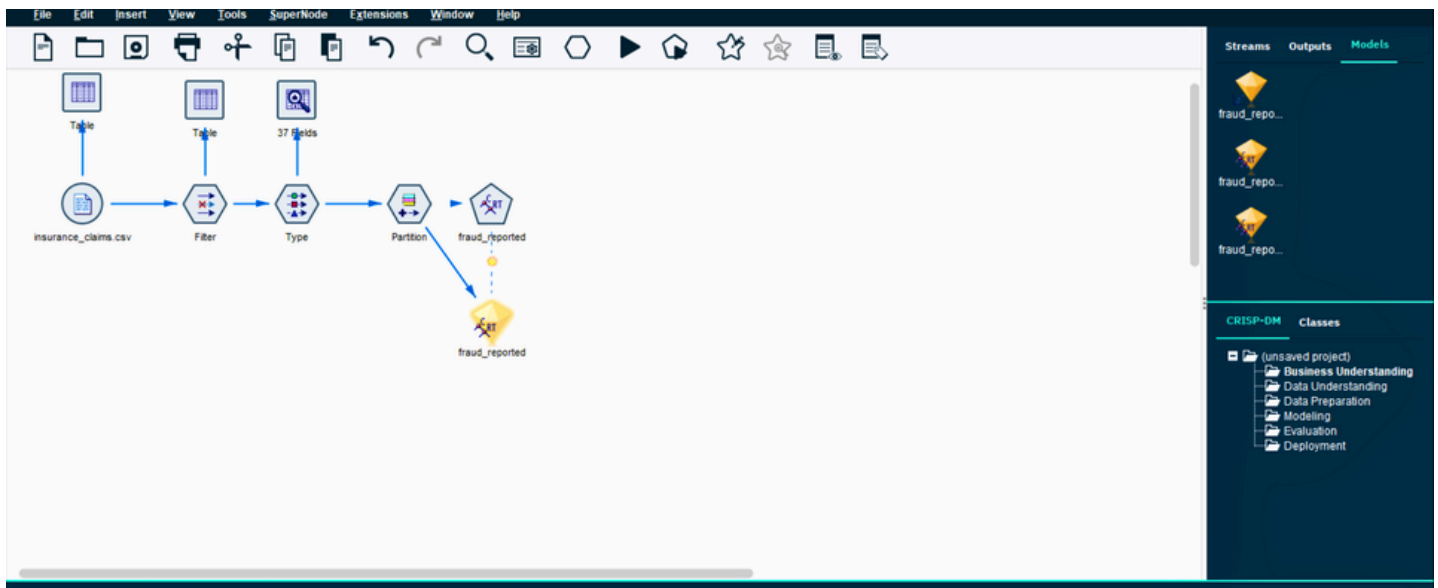 File Edit Insert View Tools SuperNode Extensions Window Help
Streams Outputs Models
Table
Table
37 Fields
fraud_repo...
fraud_repo...
fraud_repo...
insurance_claims.csv
Filter
Type
Partition
fraud_reported
CRT
fraud_reported
CRT
CRISP-DM Classes
(unsaved project)
Business Understanding
Data Understanding
Data Preparation
Modeling
Evaluation
Deployment